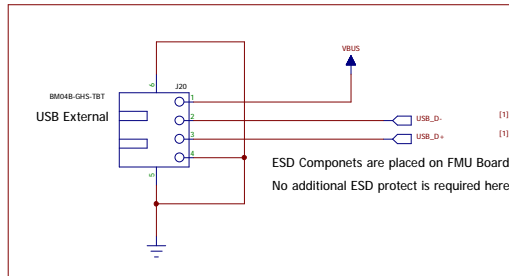 VBUS
6
J20
BM04B-GHS-TBT
1
USB External
2
USB_D-
[1]
3
USB_D+
[1]
4
ESD Componets are placed on FMU Board
5
No additional ESD protect is required here